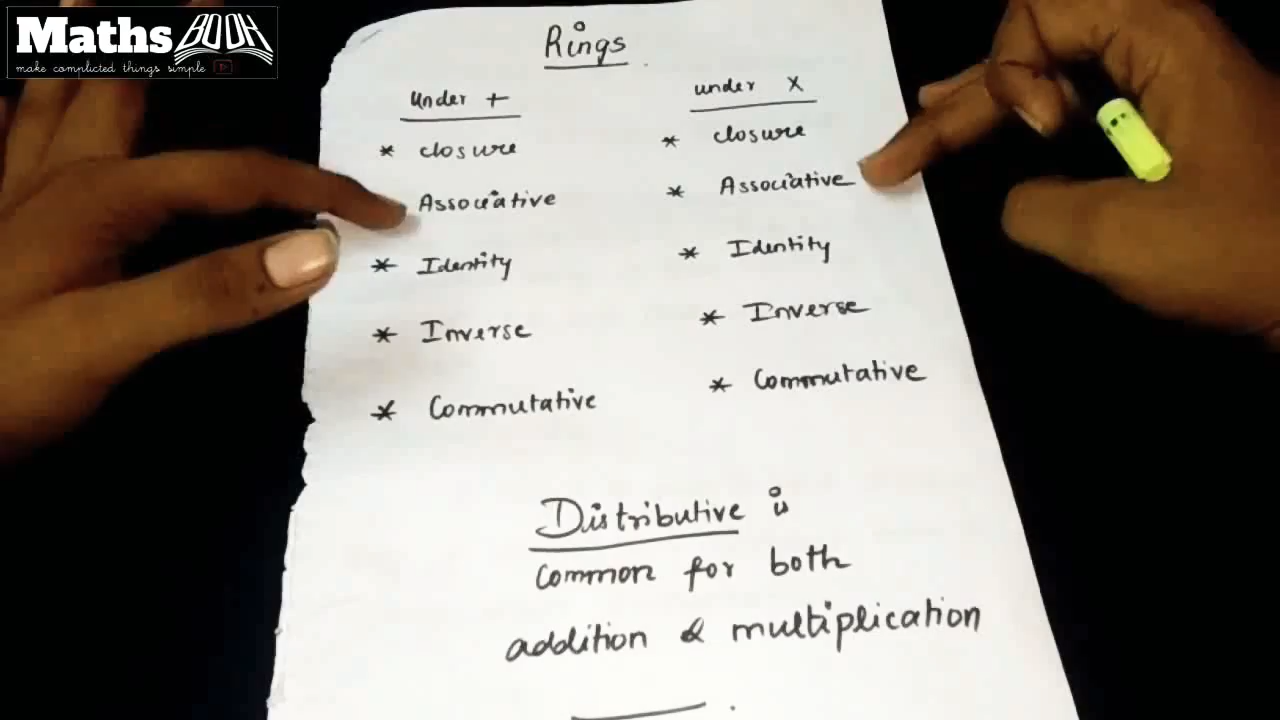 Maths BOOK
make complicted things simple
Rings
Under +
* closure
Associative
* Identity
* Inverse
* Commutative
under X
* closure
* Associative
* Identity
* Inverse
* Commutative
Distributive is
common for both
addition & multiplication